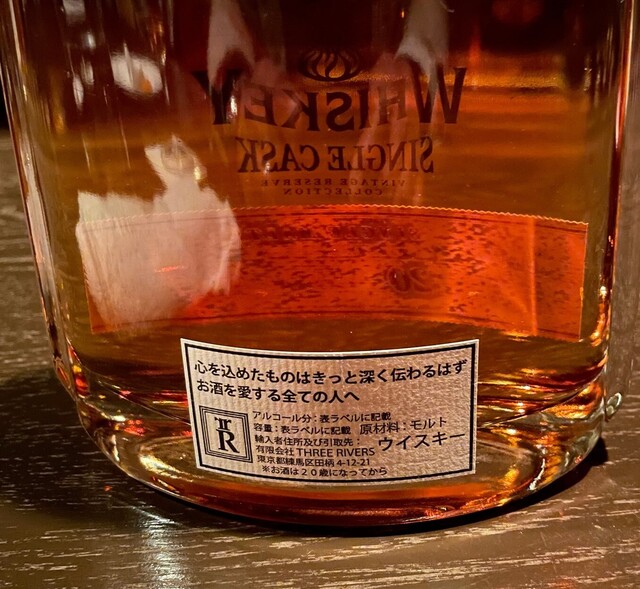 WHISKEY
SINGLE CASK
VINTAGE RESERVE
COLLECTION
心を込めたものはきっと深く伝わるはず
お酒を愛する全ての人へ
アルコール分：表ラベルに記載
容量：表ラベルに記載 原材料：モルト
輸入者住所及び引取先： ウイスキー
有限会社 THREE RIVERS
東京都練馬区田柄 4-12-21
※お酒は２０歳になってから
Tr
R